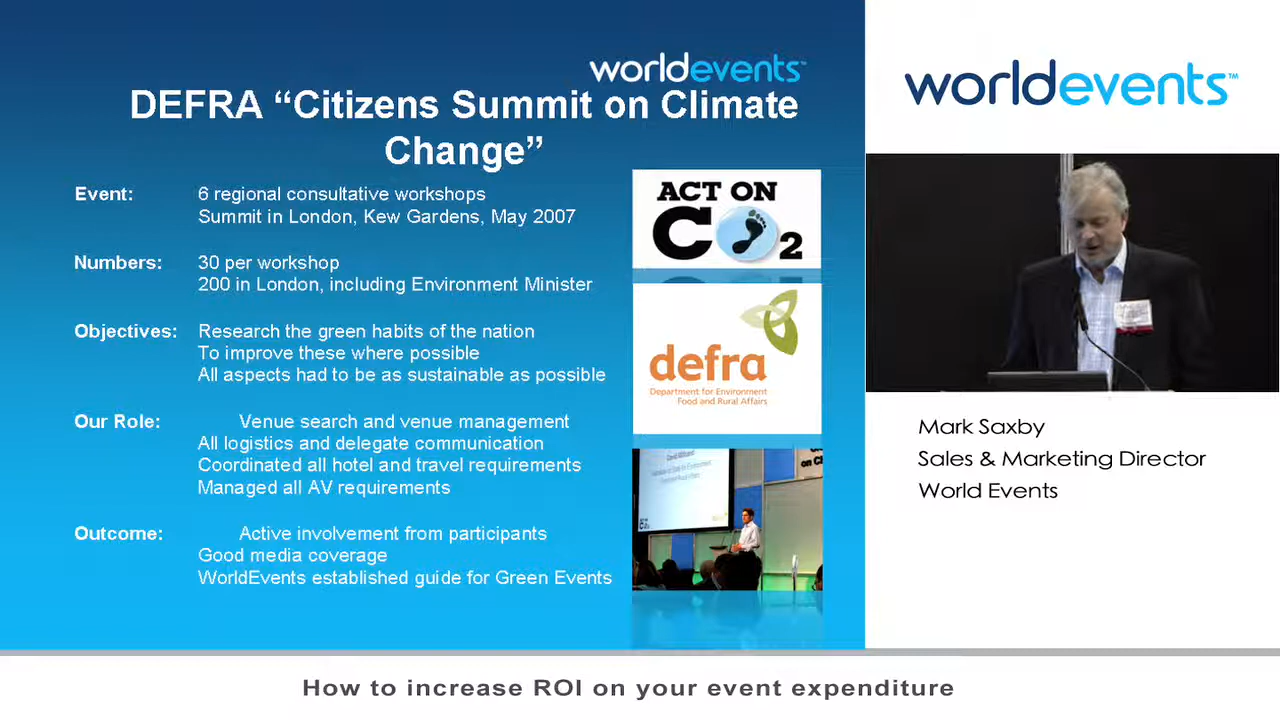 worldevents™
DEFRA “Citizens Summit on Climate
Change”
Event: 6 regional consultative workshops
Summit in London, Kew Gardens, May 2007
Numbers: 30 per workshop
200 in London, including Environment Minister
Objectives: Research the green habits of the nation
To improve these where possible
All aspects had to be as sustainable as possible
Our Role: Venue search and venue management
All logistics and delegate communication
Coordinated all hotel and travel requirements
Managed all AV requirements
Outcome: Active involvement from participants
Good media coverage
WorldEvents established guide for Green Events
ACT ON
CO2
defra
Department for Environment
Food and Rural Affairs
worldevents™
Mark Saxby
Sales & Marketing Director
World Events
How to increase ROI on your event expenditure